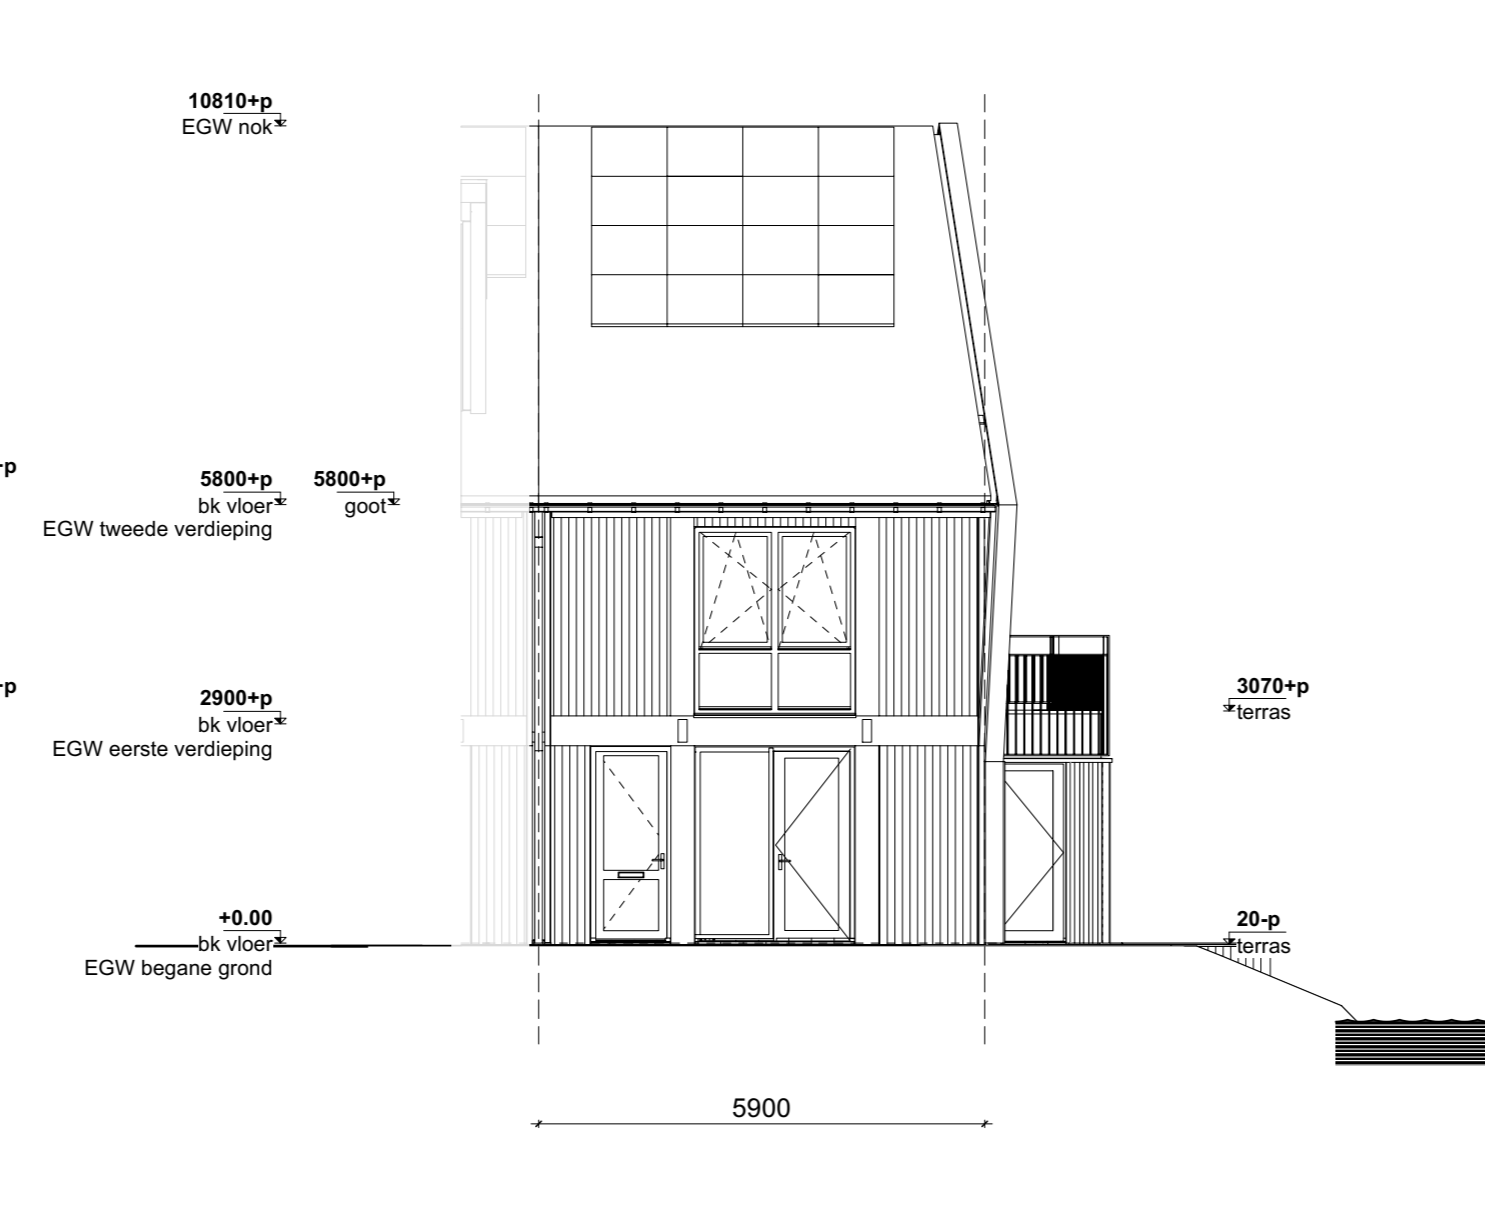 10810+p
EGW nok
+p
5800+p
bk vloer
EGW tweede verdieping
5800+p
goot
+p
2900+p
bk vloer
EGW eerste verdieping
3070+p
terras
+0.00
bk vloer
EGW begane grond
20-p
terras
5900